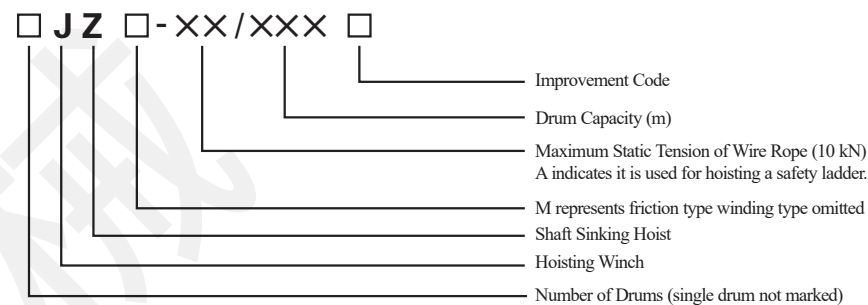 □ J Z □ - ×× / ××× □
Improvement Code
Drum Capacity (m)
Maximum Static Tension of Wire Rope (10 kN)
A indicates it is used for hoisting a safety ladder.
M represents friction type winding type omitted
Shaft Sinking Hoist
Hoisting Winch
Number of Drums (single drum not marked)